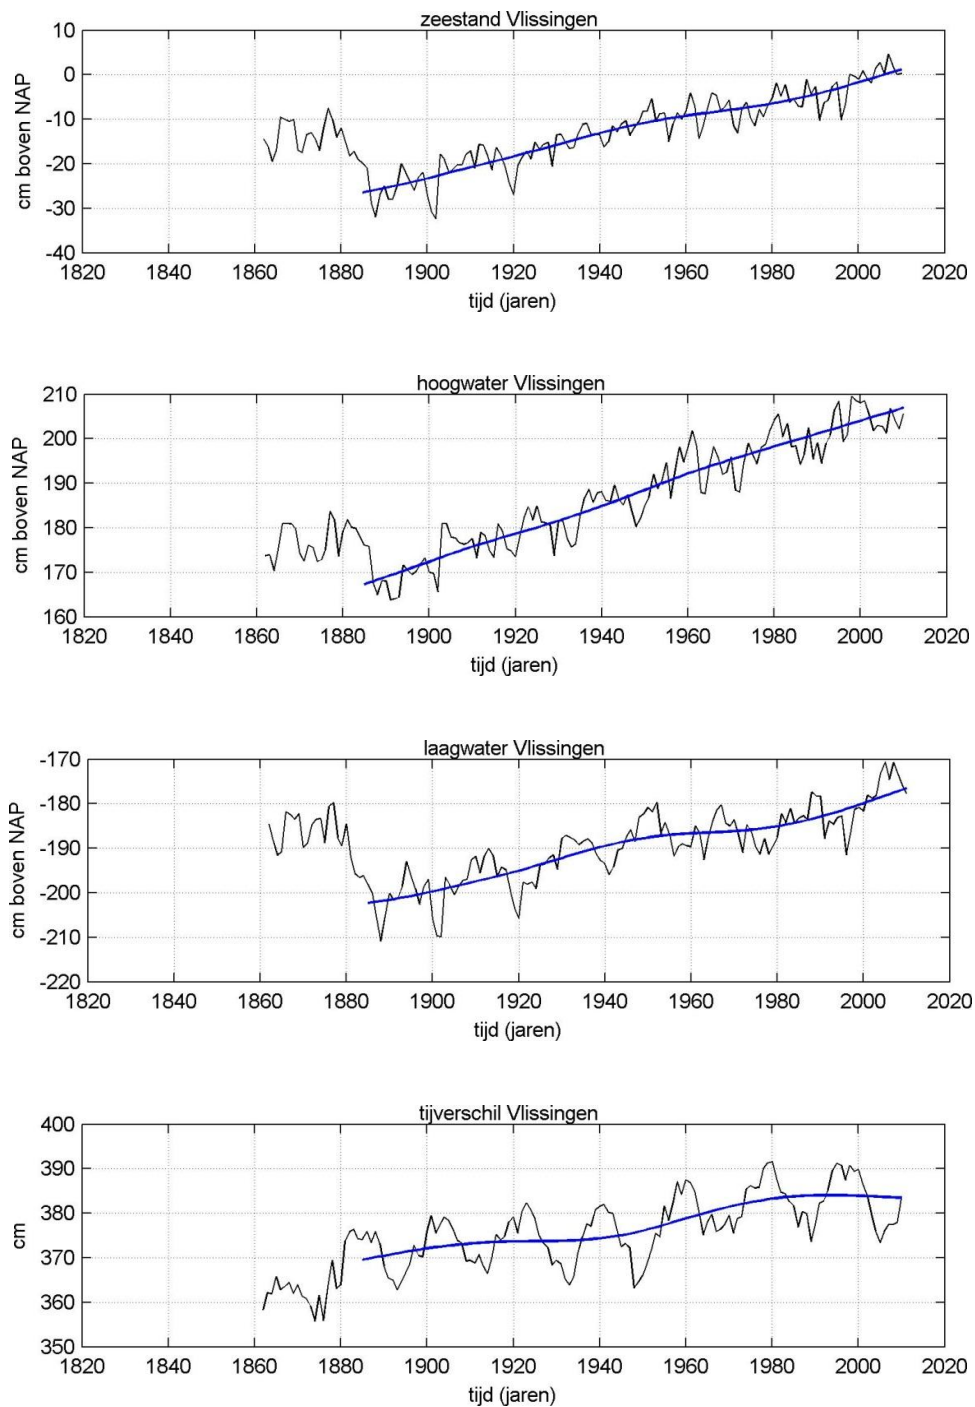 zeestand Vlissingen
10
0
-10
-20
-30
-40
cm boven NAP
1820 1840 1860 1880 1900 1920 1940 1960 1980 2000 2020
tijd (jaren)
hoogwater Vlissingen
210
200
190
180
170
160
cm boven NAP
1820 1840 1860 1880 1900 1920 1940 1960 1980 2000 2020
tijd (jaren)
laagwater Vlissingen
-170
-180
-190
-200
-210
-220
cm boven NAP
1820 1840 1860 1880 1900 1920 1940 1960 1980 2000 2020
tijd (jaren)
tijverschil Vlissingen
400
390
380
370
360
350
cm
1820 1840 1860 1880 1900 1920 1940 1960 1980 2000 2020
tijd (jaren)